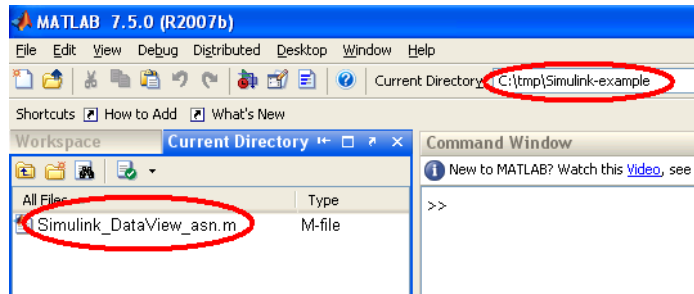 MATLAB 7.5.0 (R2007b)
File Edit View Debug Distributed Desktop Window Help
Current Directory: C:\tmp\Simulink-example
Shortcuts How to Add What's New
Workspace Current Directory Command Window
New to MATLAB? Watch this Video, see
All Files Type
>>
Simulink_DataView_asn.m M-file